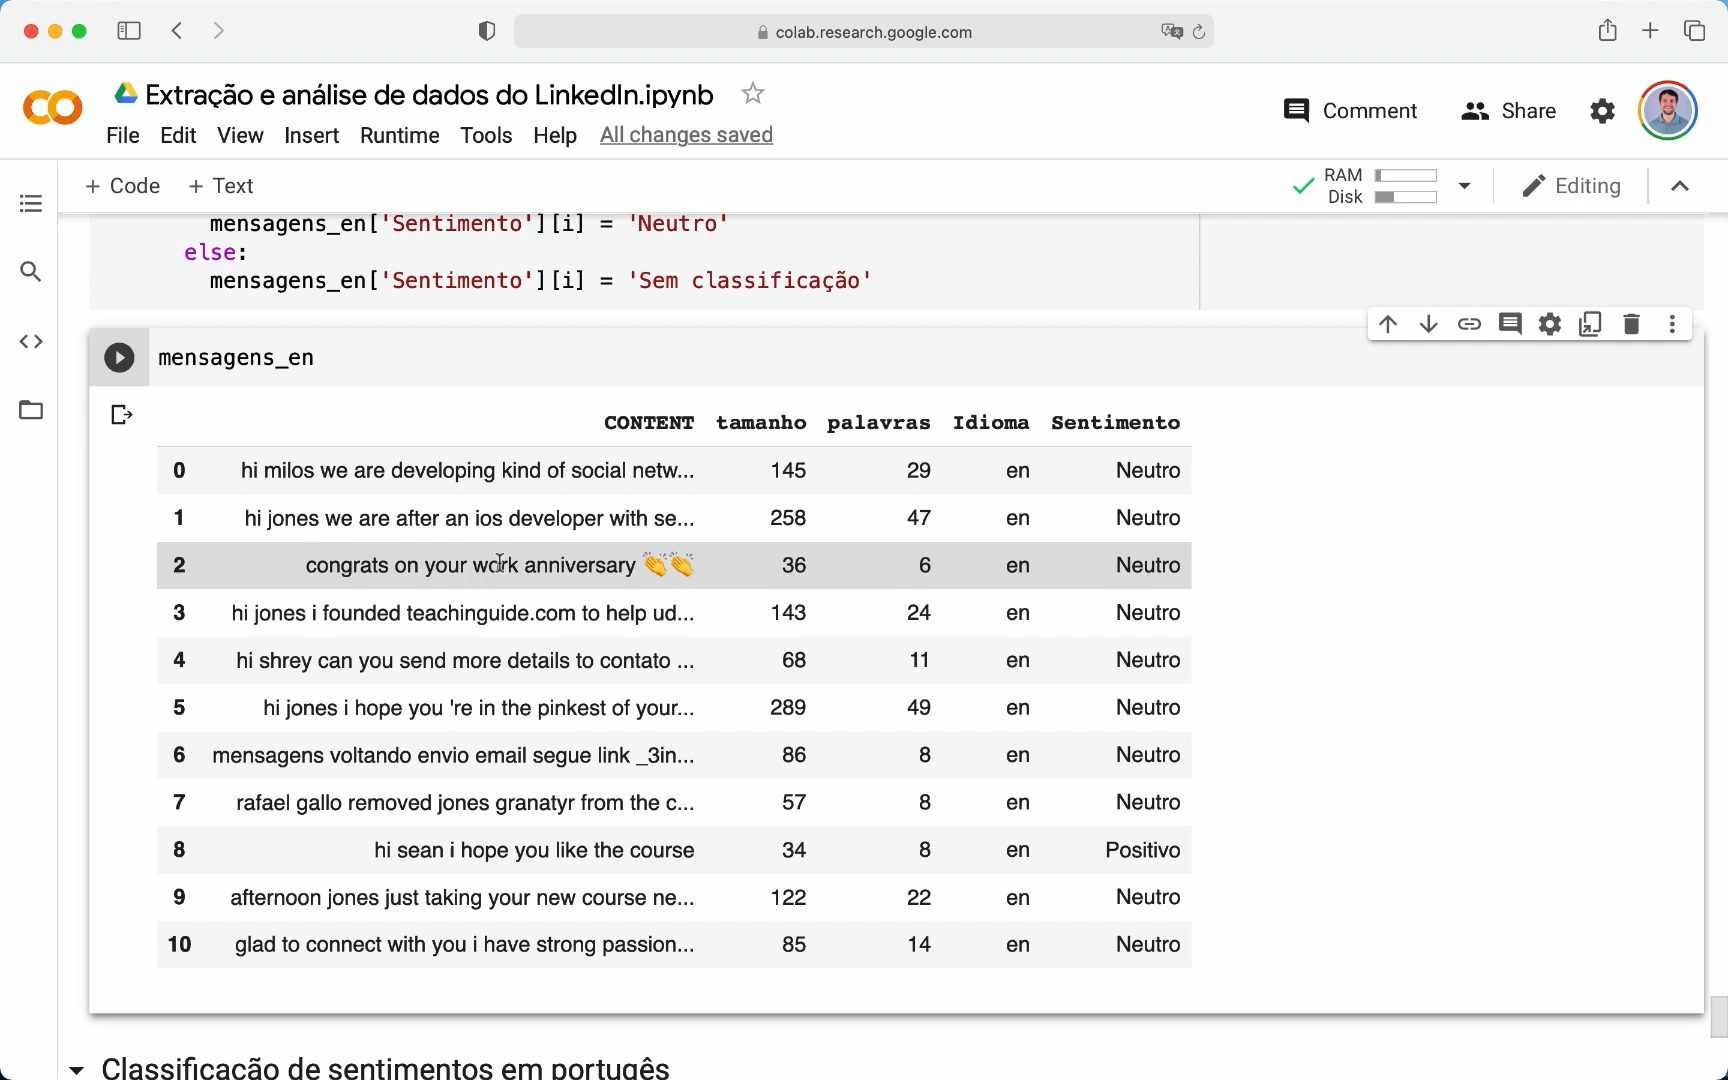 colab.research.google.com
Extração e análise de dados do LinkedIn.ipynb
Comment
Share
File Edit View Insert Runtime Tools Help All changes saved
+ Code + Text
RAM
Disk
Editing
mensagens_en['Sentimento'][i] = 'Neutro'
else:
mensagens_en['Sentimento'][i] = 'Sem classificação'
mensagens_en
CONTENT tamanho palavras Idioma Sentimento
0 hi milos we are developing kind of social netw... 145 29 en Neutro
1 hi jones we are after an ios developer with se... 258 47 en Neutro
2 congrats on your work anniversary 👏👏 36 6 en Neutro
3 hi jones i founded teachinguide.com to help ud... 143 24 en Neutro
4 hi shrey can you send more details to contato ... 68 11 en Neutro
5 hi jones i hope you 're in the pinkest of your... 289 49 en Neutro
6 mensagens voltando envio email segue link _3in... 86 8 en Neutro
7 rafael gallo removed jones granatyr from the c... 57 8 en Neutro
8 hi sean i hope you like the course 34 8 en Positivo
9 afternoon jones just taking your new course ne... 122 22 en Neutro
10 glad to connect with you i have strong passion... 85 14 en Neutro
Classificação de sentimentos em português